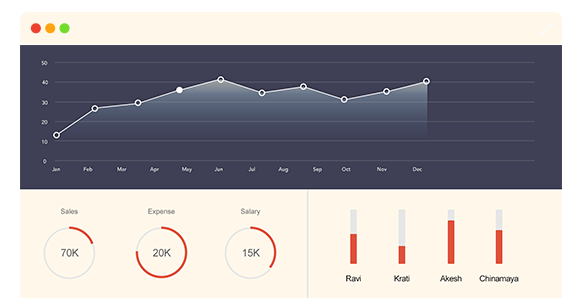 50
40
30
20
10
0
Jan Feb Mar Apr May Jun Jul Aug Sep Oct Nov Dec
Sales Expense Salary
70K 20K 15K
Ravi Krati Akesh Chinamaya